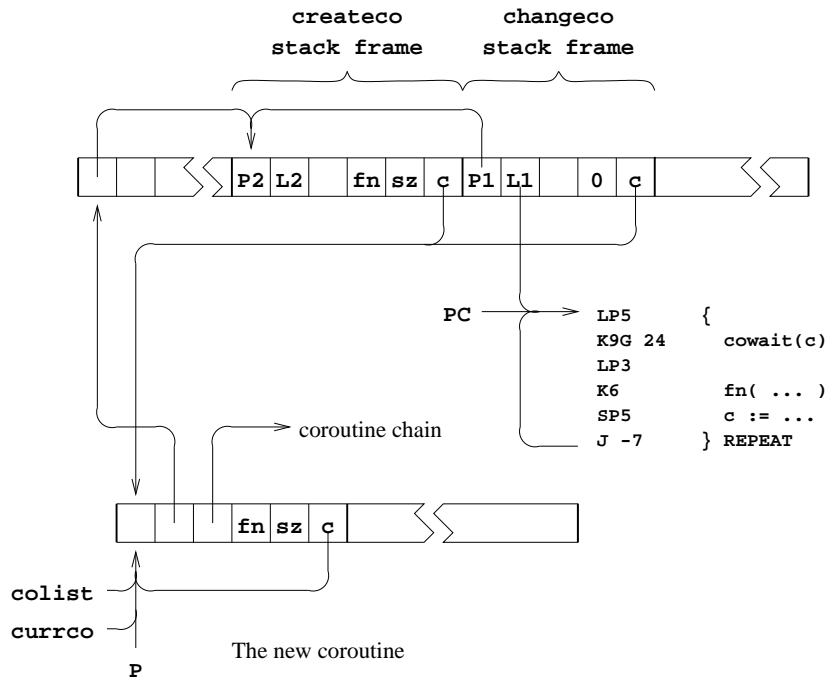 createco changeco
stack frame stack frame
P2 L2 fn sz c P1 L1 0 c
PC LP5 {
K9G 24 cowait(c)
LP3
K6 fn( ... )
SP5 c := ...
coroutine chain
J -7 } REPEAT
fn sz c
colist
currco
The new coroutine
P